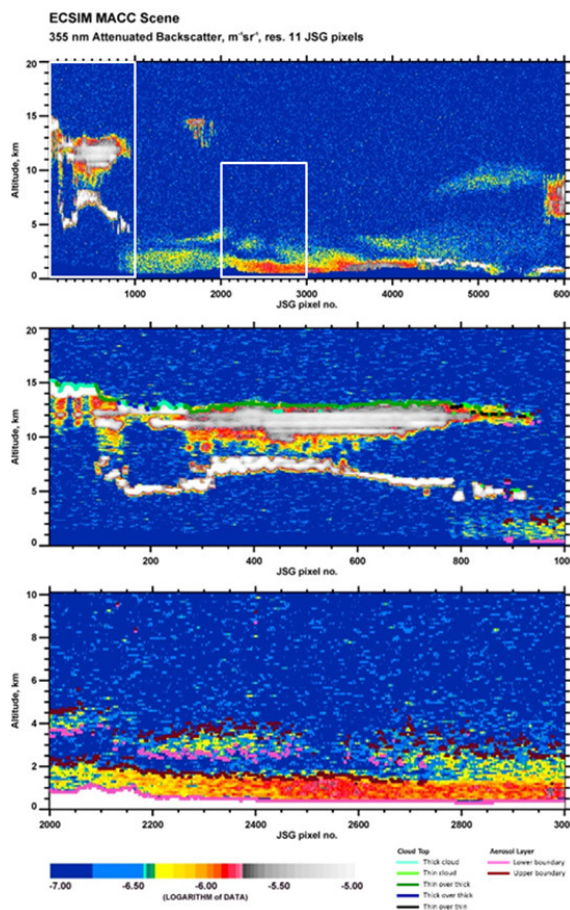 ECSIM MACC Scene
355 nm Attenuated Backscatter, m⁻¹sr⁻¹, res. 11 JSG pixels
20
15
10
5
0
Altitude, km
1000 2000 3000 4000 5000 6000
JSG pixel no.
20
15
10
5
0
Altitude, km
200 400 600 800 1000
JSG pixel no.
10
8
6
4
2
0
Altitude, km
2000 2200 2400 2600 2800 3000
JSG pixel no.
-7.00 -6.50 -6.00 -5.50 -5.00
(LOGARITHM of DATA)
Cloud Top
Thick cloud
Thin cloud
Thin over thick
Thick over thick
Thin over thin
Aerosol Layer
Lower boundary
Upper boundary